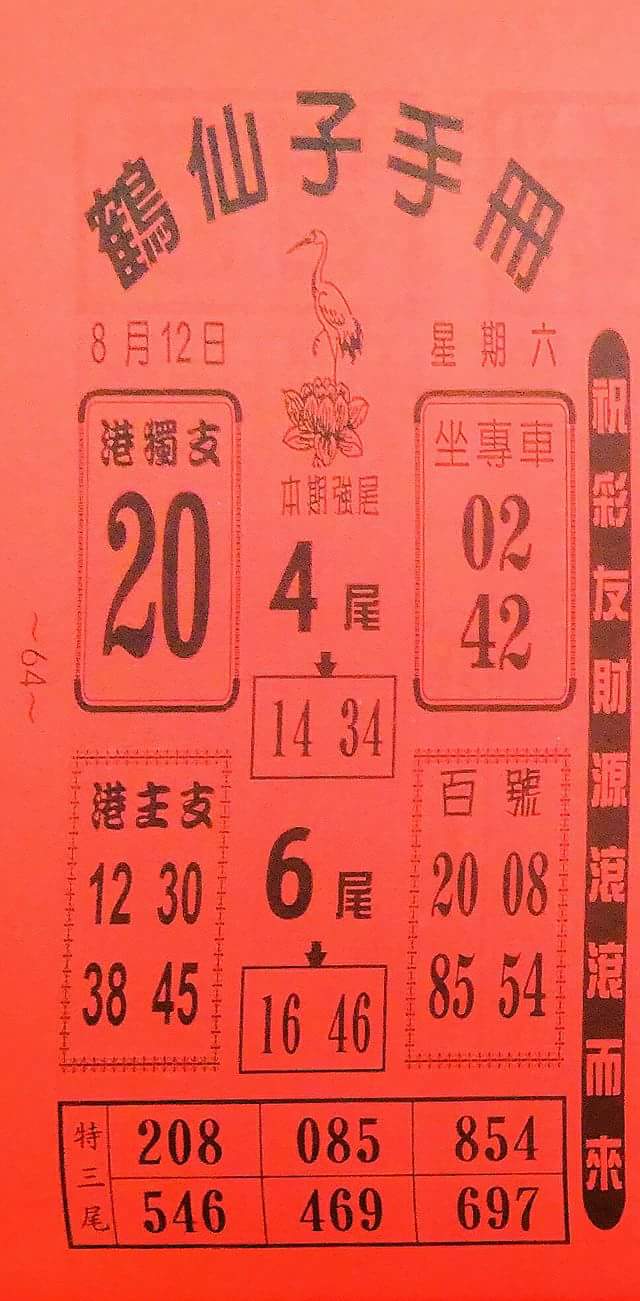 鶴仙子手冊
8月12日
星期六
港獨支
20
本期強尾
4尾
14 34
坐專車
02
42
港主支
12 30
38 45
6尾
16 46
百號
20 08
85 54
特三尾
208 085 854
546 469 697
祝彩友財源滾滾而來
~64~